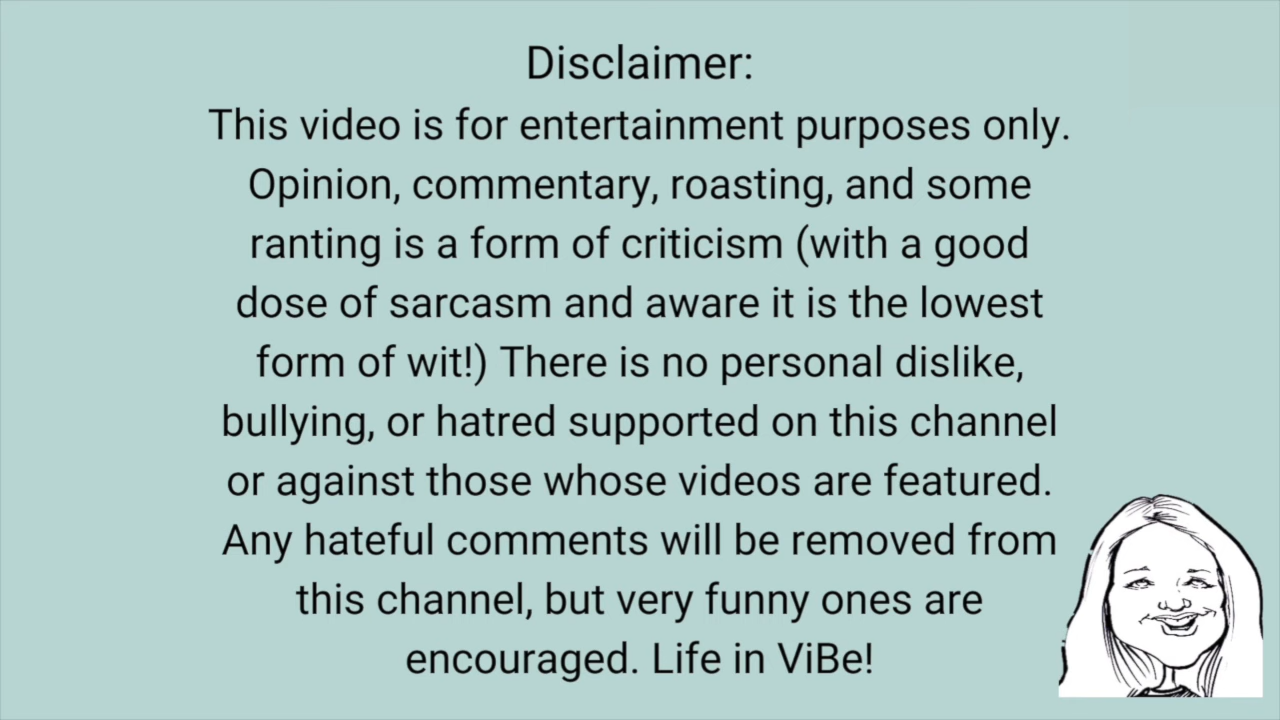 Disclaimer:
This video is for entertainment purposes only.
Opinion, commentary, roasting, and some
ranting is a form of criticism (with a good
dose of sarcasm and aware it is the lowest
form of wit!) There is no personal dislike,
bullying, or hatred supported on this channel
or against those whose videos are featured.
Any hateful comments will be removed from
this channel, but very funny ones are
encouraged. Life in ViBe!